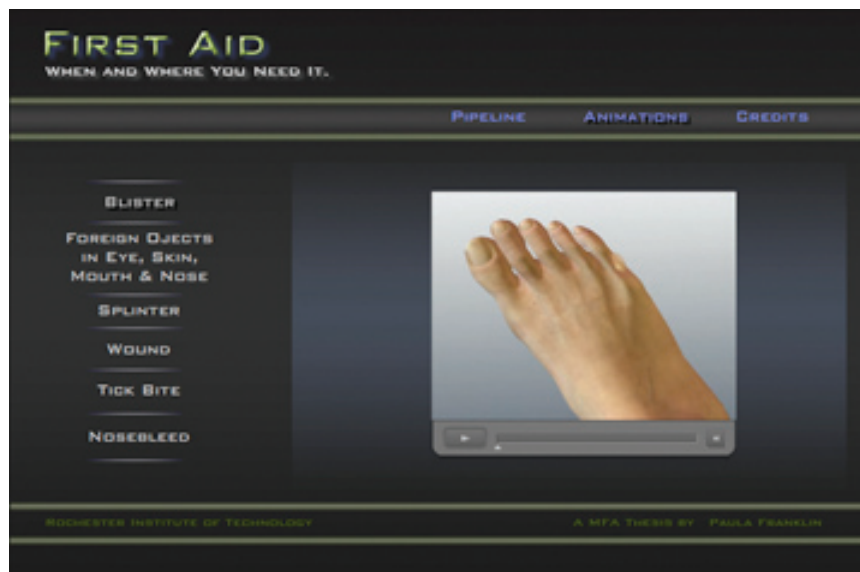 First Aid
When and Where You Need It.
Pipeline Animations Credits
Blister
Foreign Ojects
in Eye, Skin,
Mouth & Nose
Splinter
Wound
Tick Bite
Nosebleed
Rochester Institute of Technology A MFA Thesis by Paula Franklin